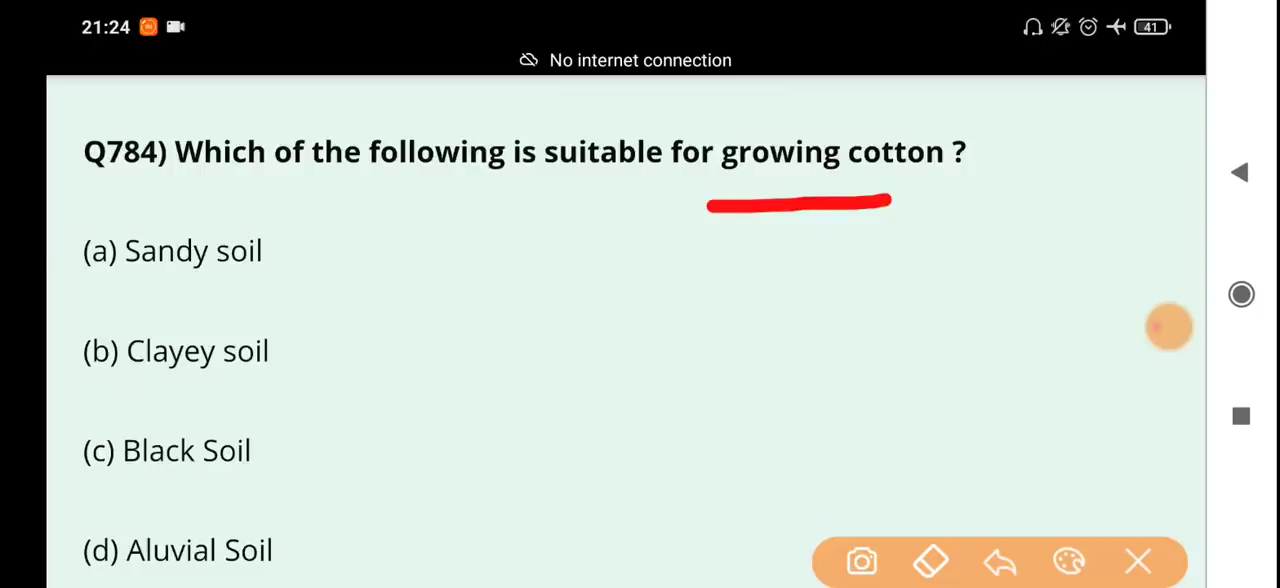 21:24
41
No internet connection
Q784) Which of the following is suitable for growing cotton ?
(a) Sandy soil
(b) Clayey soil
(c) Black Soil
(d) Aluvial Soil